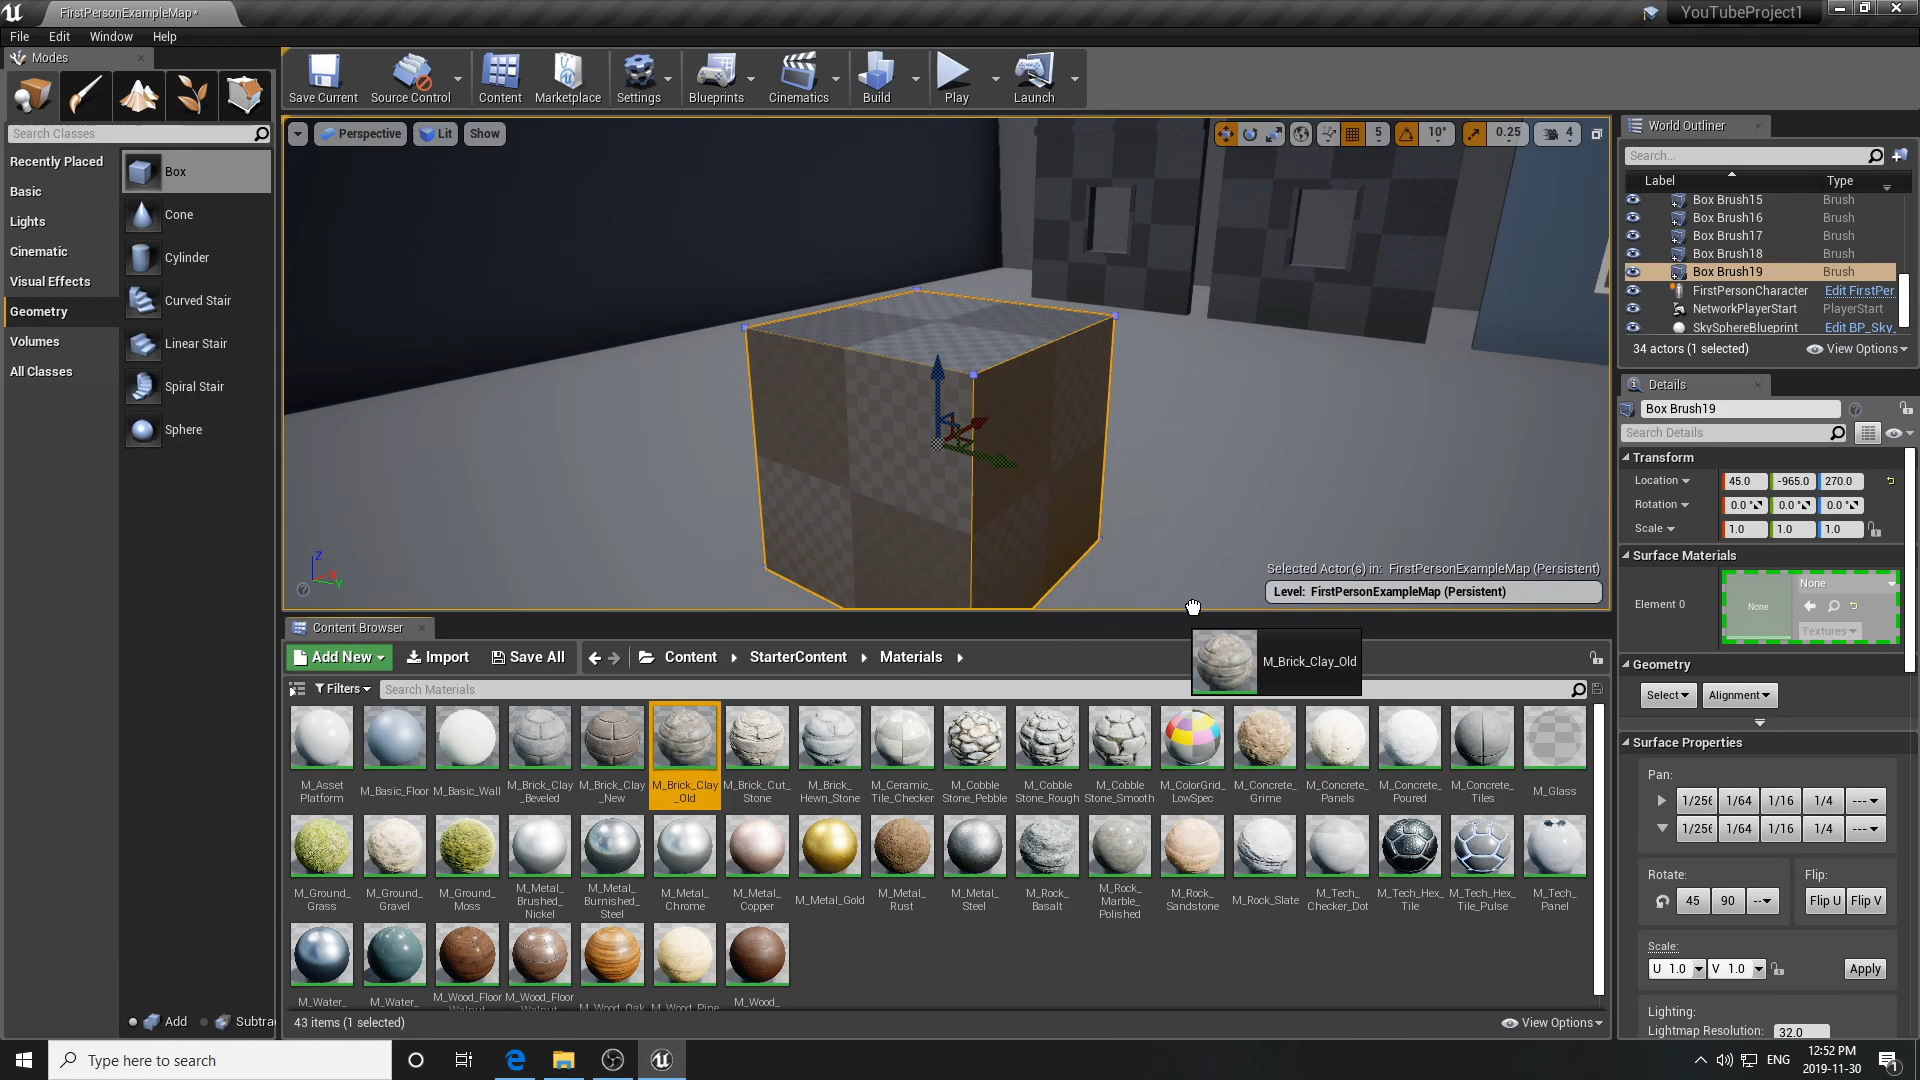 FirstPersonExampleMap*
YouTubeProject1
File Edit Window Help
Modes
Save Current
Source Control
Content
Marketplace
Settings
Blueprints
Cinematics
Build
Play
Launch
Search Classes
Recently Placed
Basic
Lights
Cinematic
Visual Effects
Geometry
Volumes
All Classes
Box
Cone
Cylinder
Curved Stair
Linear Stair
Spiral Stair
Sphere
Add Subtrac
Perspective Lit Show
5 10° 0.25 4
Z
X
Y
Selected Actor(s) in: FirstPersonExampleMap (Persistent)
Level: FirstPersonExampleMap (Persistent)
World Outliner
Search...
Label Type
Box Brush15 Brush
Box Brush16 Brush
Box Brush17 Brush
Box Brush18 Brush
Box Brush19 Brush
FirstPersonCharacter Edit FirstPer
NetworkPlayerStart PlayerStart
SkySphereBlueprint Edit BP_Sky_
34 actors (1 selected) View Options
Details
Box Brush19
Search Details
Transform
Location 45.0 -965.0 270.0
Rotation 0.0 ° 0.0 ° 0.0 °
Scale 1.0 1.0 1.0
Surface Materials
Element 0
None
None
Textures
Geometry
Select Alignment
Surface Properties
Pan:
1/256 1/64 1/16 1/4 ---
1/256 1/64 1/16 1/4 ---
Rotate: Flip:
45 90 -- Flip U Flip V
Scale:
U 1.0 V 1.0 Apply
Lighting:
Lightmap Resolution: 32.0
Content Browser
Add New Import Save All Content StarterContent Materials
M_Brick_Clay_Old
Filters Search Materials
M_Asset Platform
M_Basic_Floor
M_Basic_Wall
M_Brick_Clay _Beveled
M_Brick_Clay _New
M_Brick_Clay _Old
M_Brick_Cut_ Stone
M_Brick_ Hewn_Stone
M_Ceramic_ Tile_Checker
M_Cobble Stone_Pebble
M_Cobble Stone_Rough
M_Cobble Stone_Smooth
M_ColorGrid_ LowSpec
M_Concrete_ Grime
M_Concrete_ Panels
M_Concrete_ Poured
M_Concrete_ Tiles
M_Glass
M_Ground_ Grass
M_Ground_ Gravel
M_Ground_ Moss
M_Metal_ Brushed_ Nickel
M_Metal_ Burnished_ Steel
M_Metal_ Chrome
M_Metal_ Copper
M_Metal_Gold
M_Metal_ Rust
M_Metal_ Steel
M_Rock_ Basalt
M_Rock_ Marble_ Polished
M_Rock_ Sandstone
M_Rock_Slate
M_Tech_ Checker_Dot
M_Tech_Hex_ Tile
M_Tech_Hex_ Tile_Pulse
M_Tech_ Panel
M_Water_
M_Water_
M_Wood_Floor Walnut
M_Wood_Floor Walnut
M_Wood_Oak
M_Wood_Pine
M_Wood_
43 items (1 selected) View Options
Type here to search
ENG
12:52 PM
2019-11-30
1